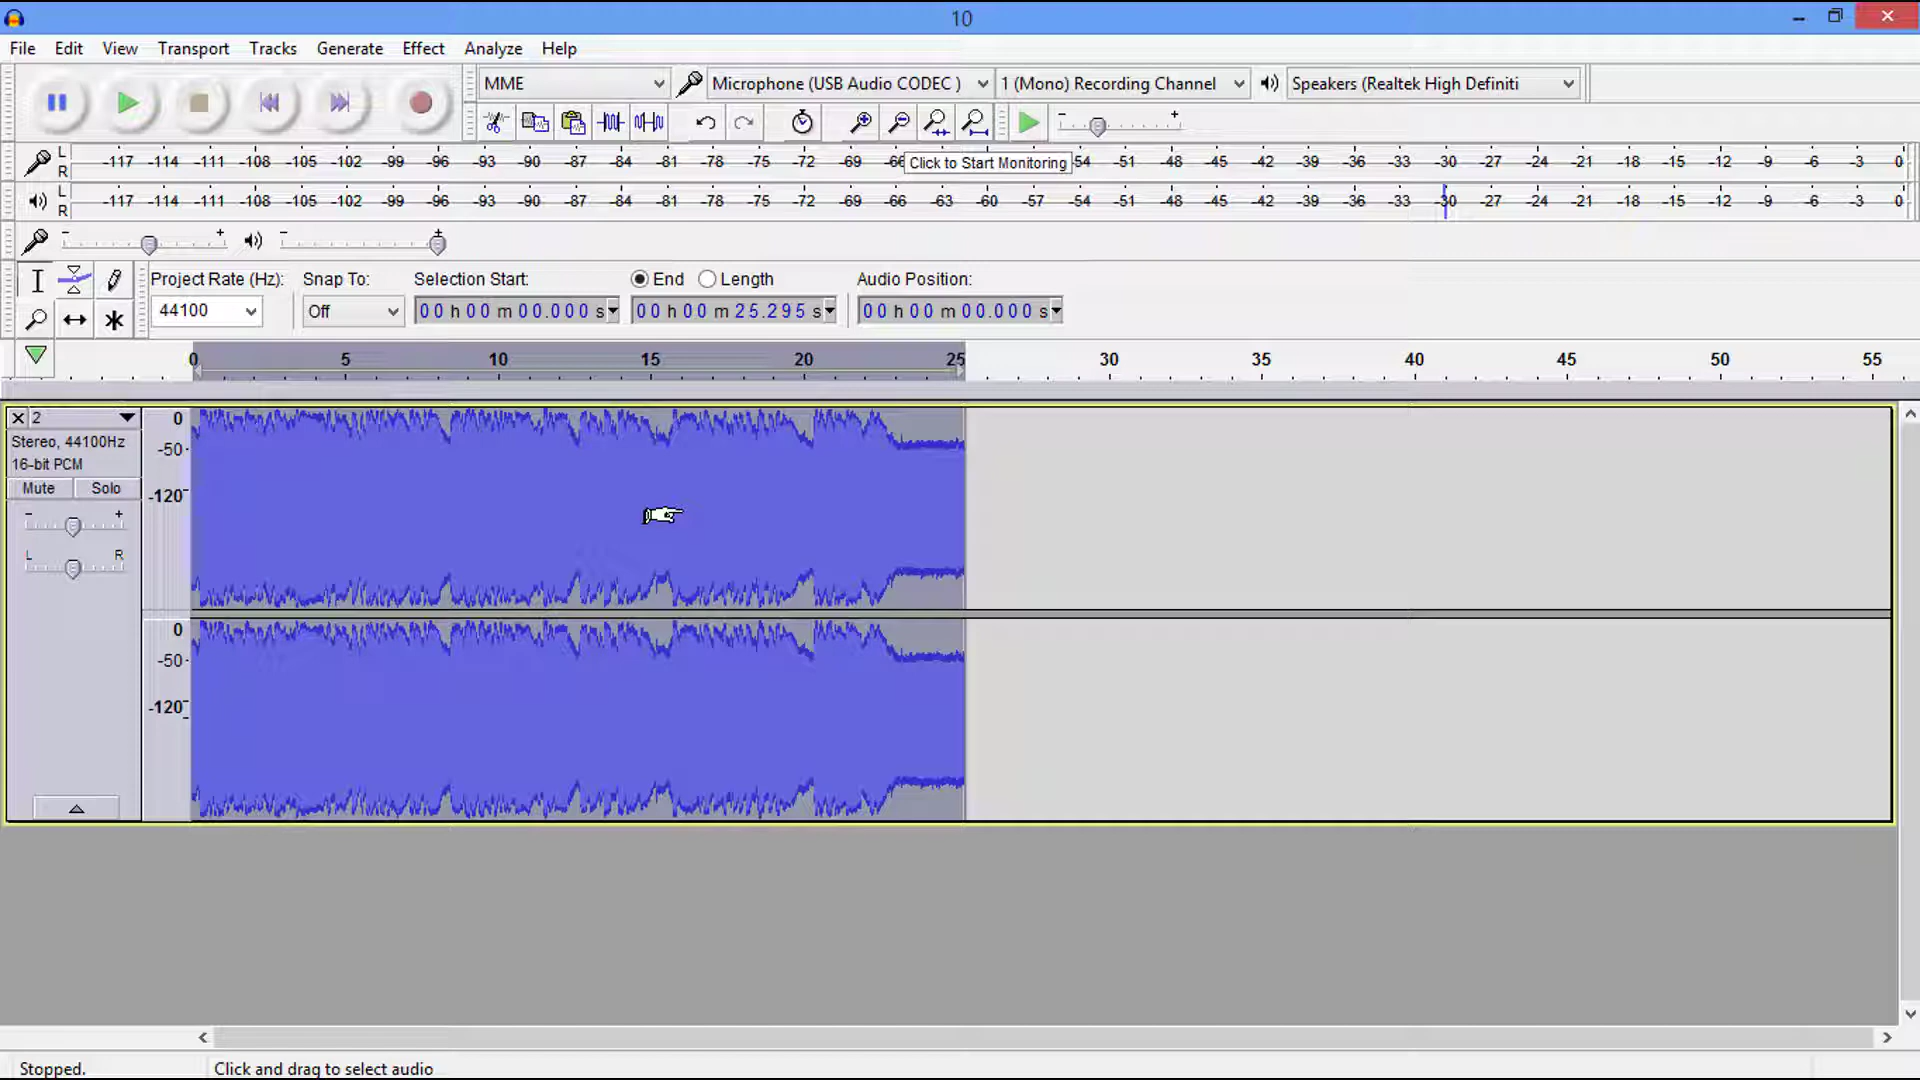 10
File Edit View Transport Tracks Generate Effect Analyze Help
MME Microphone (USB Audio CODEC ) 1 (Mono) Recording Channel Speakers (Realtek High Definiti
- +
L R -117 -114 -111 -108 -105 -102 -99 -96 -93 -90 -87 -84 -81 -78 -75 -72 -69 -66 Click to Start Monitoring -54 -51 -48 -45 -42 -39 -36 -33 -30 -27 -24 -21 -18 -15 -12 -9 -6 -3 0
L R -117 -114 -111 -108 -105 -102 -99 -96 -93 -90 -87 -84 -81 -78 -75 -72 -69 -66 -63 -60 -57 -54 -51 -48 -45 -42 -39 -36 -33 -30 -27 -24 -21 -18 -15 -12 -9 -6 -3 0
- + - +
Project Rate (Hz): Snap To: Selection Start: End Length Audio Position:
44100 Off 00 h 00 m 00.000 s 00 h 00 m 25.295 s 00 h 00 m 00.000 s
0 5 10 15 20 25 30 35 40 45 50 55
2
Stereo, 44100Hz
16-bit PCM
Mute Solo
- +
L R
0
-50
-120
0
-50
-120
Stopped. Click and drag to select audio